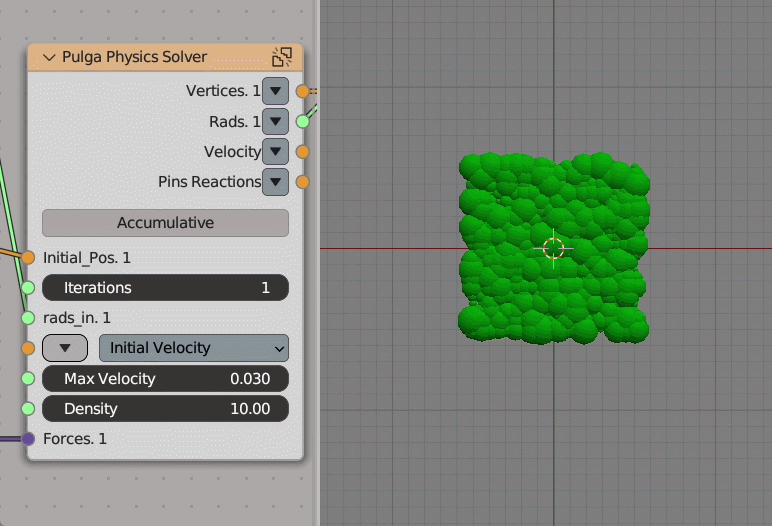 Pulga Physics Solver
Vertices. 1
Rads. 1
Velocity
Pins Reactions
Accumulative
Initial_Pos. 1
Iterations 1
rads_in. 1
Initial Velocity
Max Velocity 0.030
Density 10.00
Forces. 1